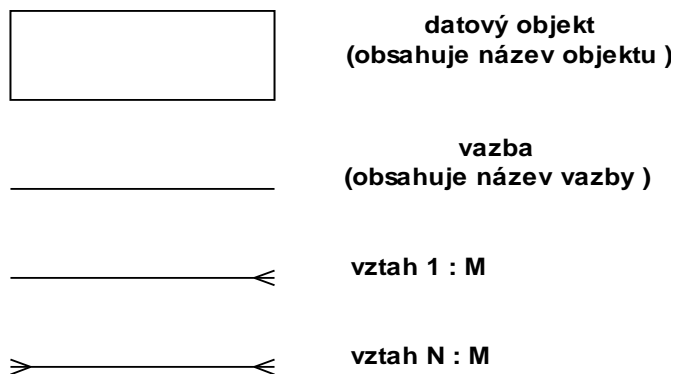 datový objekt
(obsahuje název objektu )
vazba
(obsahuje název vazby )
vztah 1 : M
vztah N : M